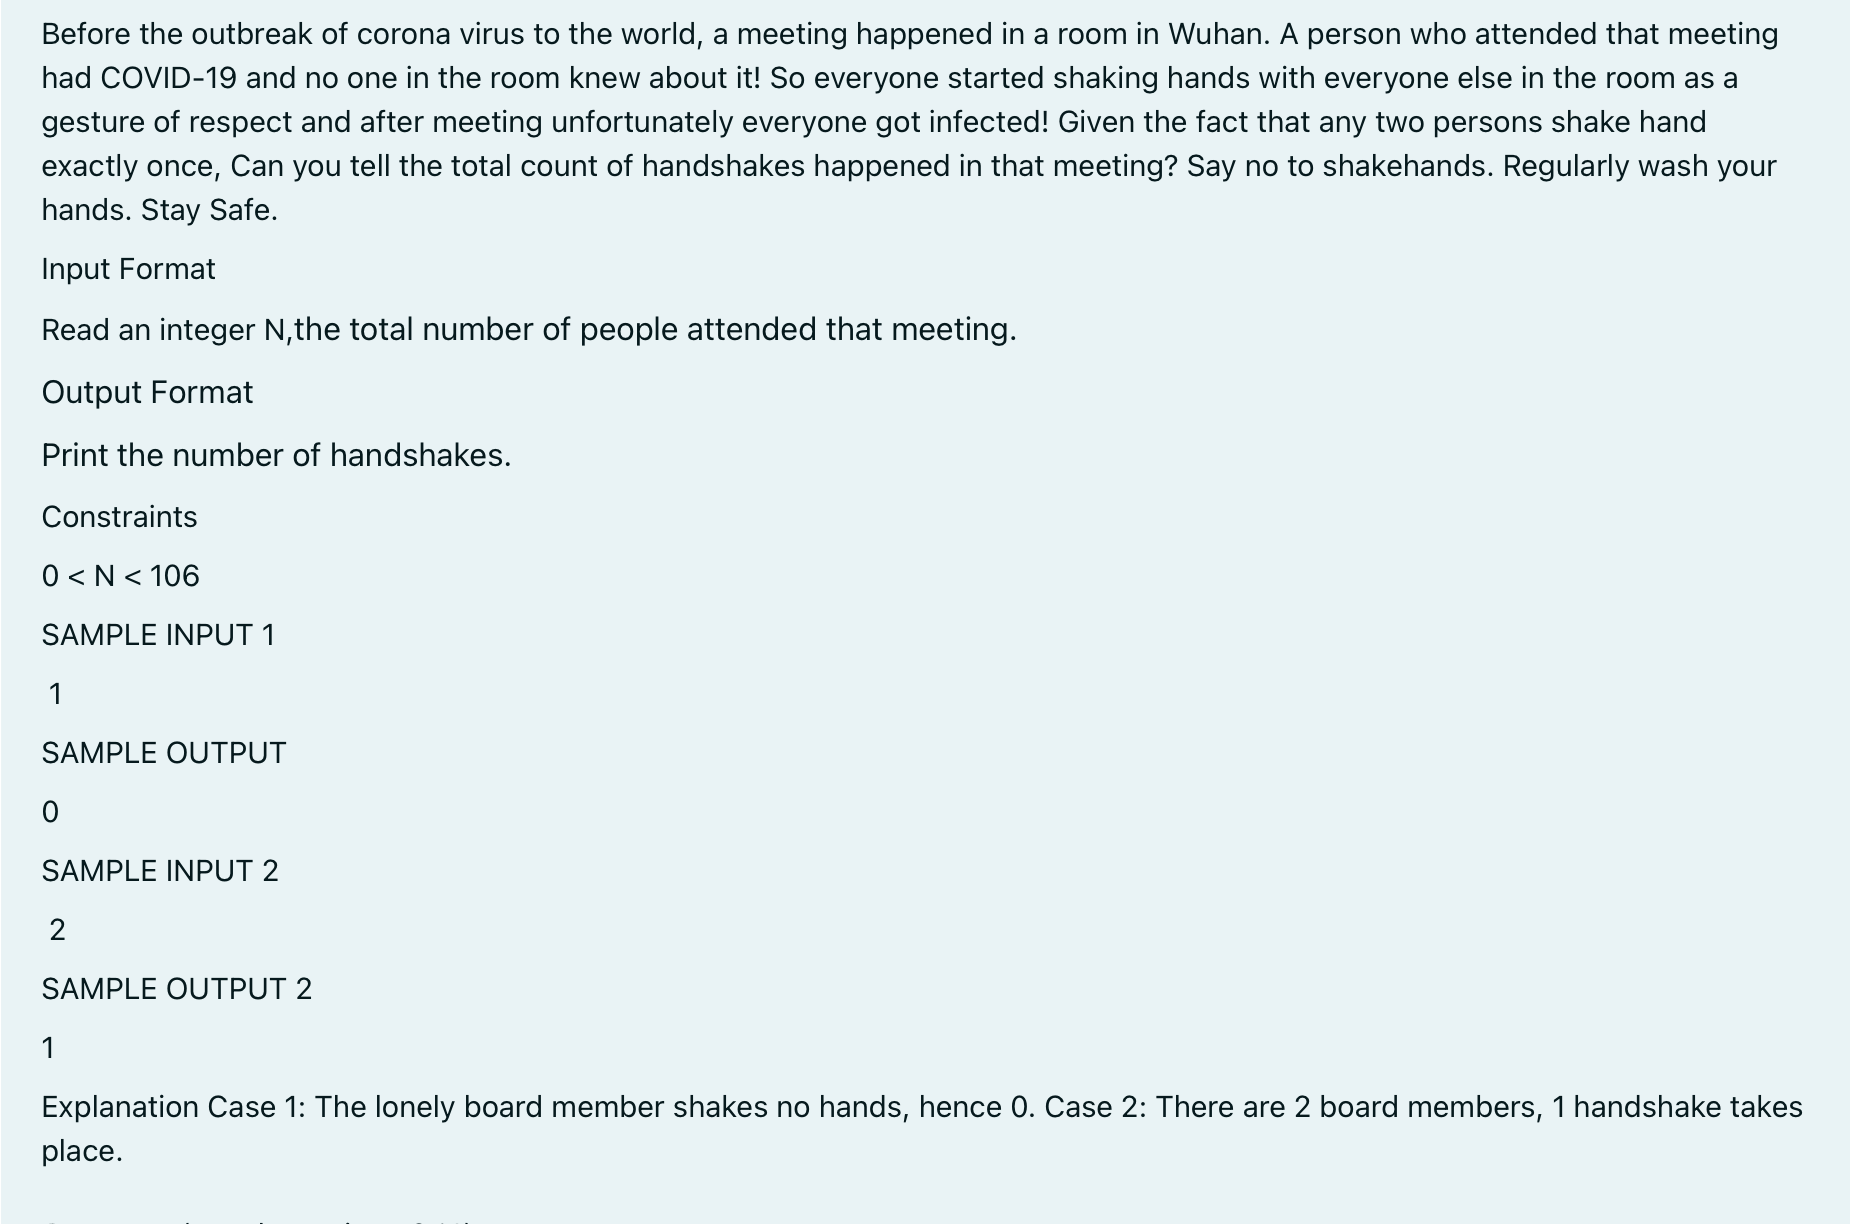 Before the outbreak of corona virus to the world, a meeting happened in a room in Wuhan. A person who attended that meeting
had COVID-19 and no one in the room knew about it! So everyone started shaking hands with everyone else in the room as a
gesture of respect and after meeting unfortunately everyone got infected! Given the fact that any two persons shake hand
exactly once, Can you tell the total count of handshakes happened in that meeting? Say no to shakehands. Regularly wash your
hands. Stay Safe.
Input Format
Read an integer N,the total number of people attended that meeting.
Output Format
Print the number of handshakes.
Constraints
0 < N < 106
SAMPLE INPUT 1
1
SAMPLE OUTPUT
0
SAMPLE INPUT 2
2
SAMPLE OUTPUT 2
1
Explanation Case 1: The lonely board member shakes no hands, hence 0. Case 2: There are 2 board members, 1 handshake takes
place.